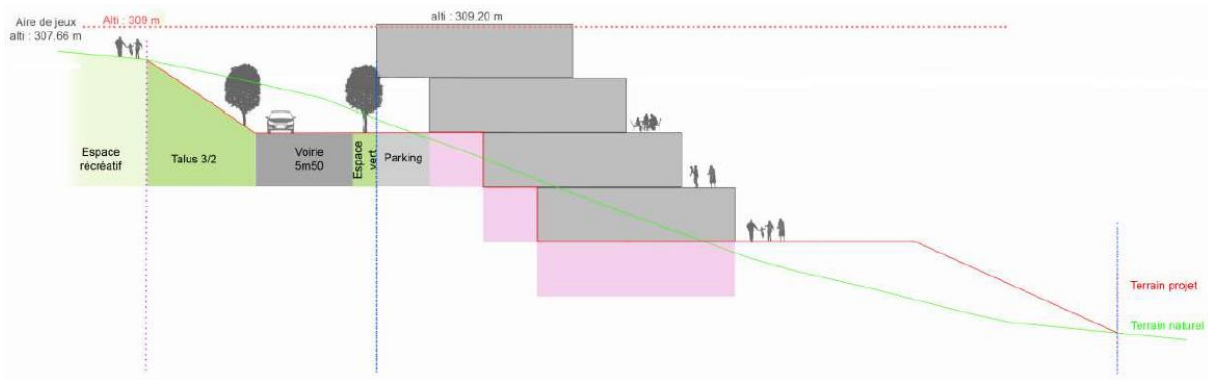 Aire de jeux
alti : 307.66 m
Alti : 309 m
alti : 309.20 m
Espace
récréatif
Talus 3/2
Voirie
5m50
Espace
vert
Parking
Terrain projet
Terrain naturel